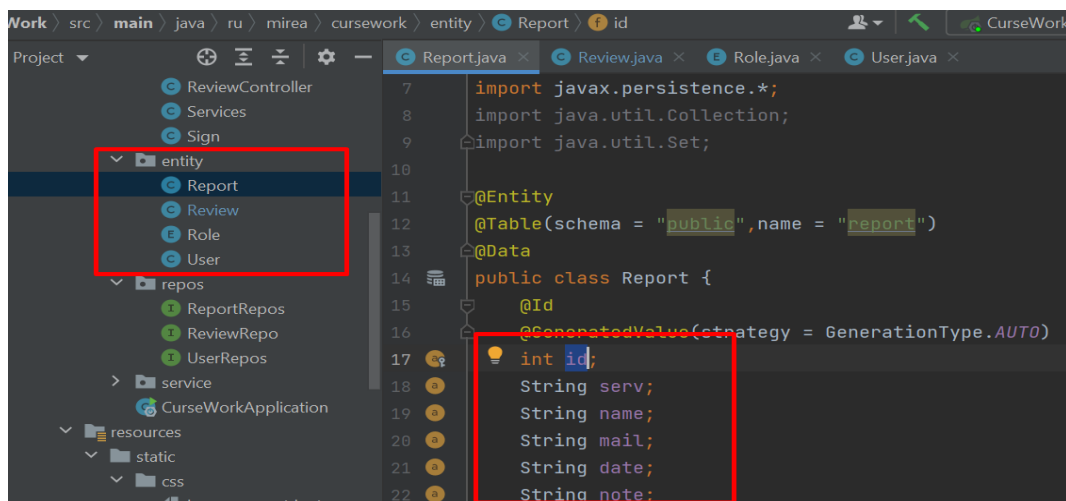 Work > src > main > java > ru > mirea > cursework > entity > Report > id
CurseWork
Project
Report.java
Review.java
Role.java
User.java
ReviewController
Services
Sign
entity
Report
Review
Role
User
repos
ReportRepos
ReviewRepo
UserRepos
service
CurseWorkApplication
resources
static
css
7 import javax.persistence.*;
8 import java.util.Collection;
9 import java.util.Set;
10
11 @Entity
12 @Table(schema = "public",name = "report")
13 @Data
14 public class Report {
15 @Id
16 @GeneratedValue(strategy = GenerationType.AUTO)
17 int id;
18 String serv;
19 String name;
20 String mail;
21 String date;
22 String note;